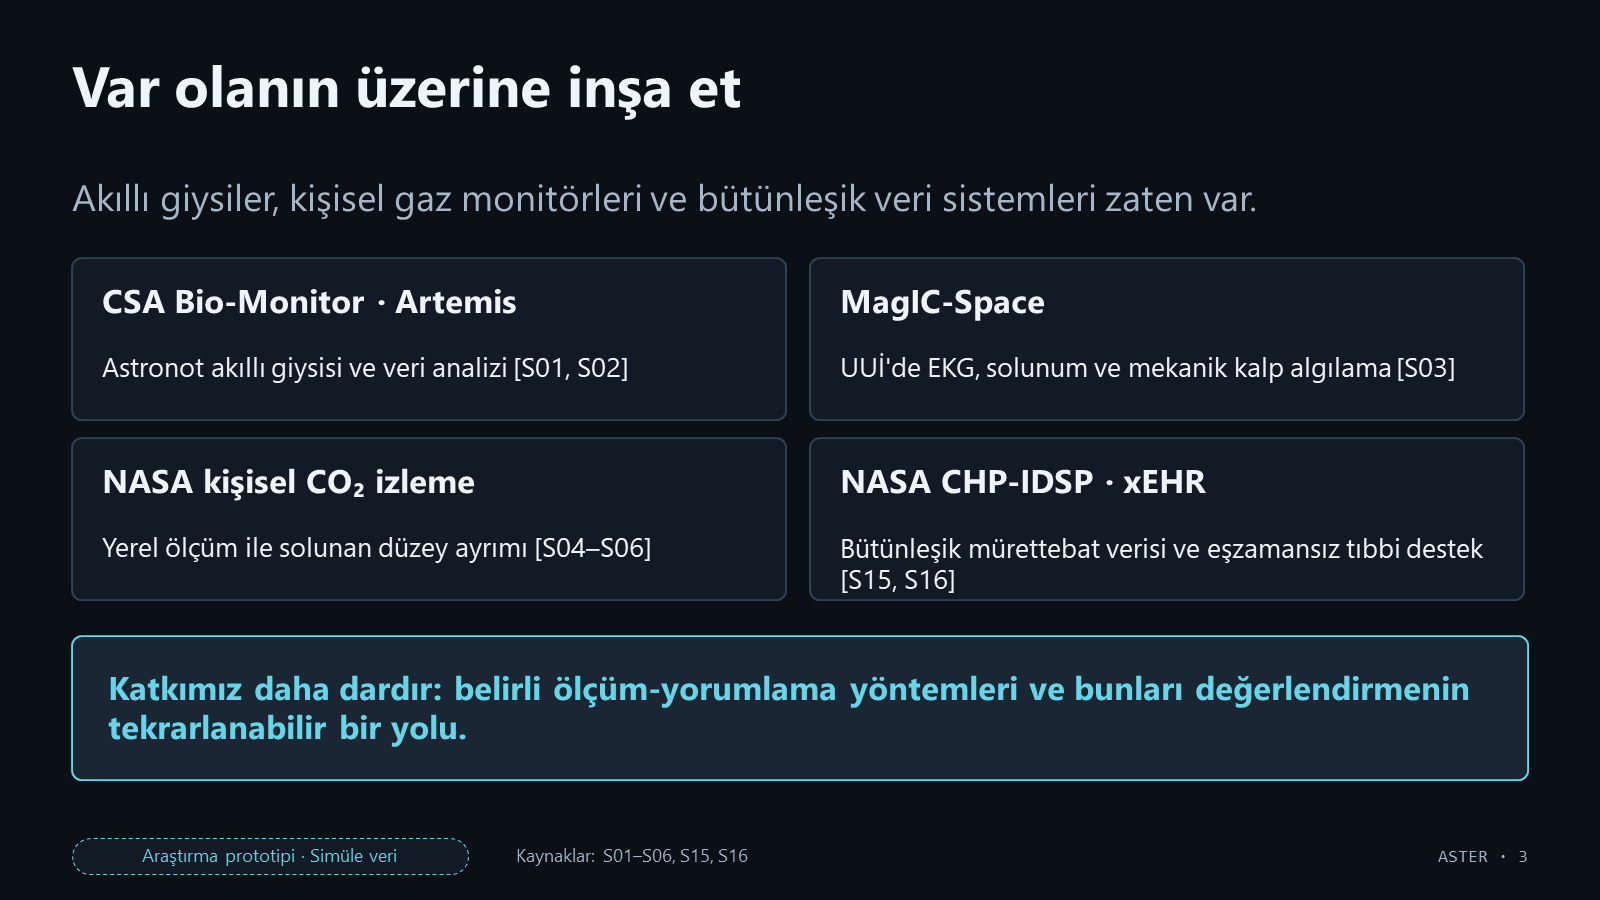 Var olanın üzerine inşa et
Akıllı giysiler, kişisel gaz monitörleri ve bütünleşik veri sistemleri zaten var.
CSA Bio-Monitor · Artemis
Astronot akıllı giysisi ve veri analizi [S01, S02]
MagIC-Space
UUİ'de EKG, solunum ve mekanik kalp algılama [S03]
NASA kişisel CO₂ izleme
Yerel ölçüm ile solunan düzey ayrımı [S04–S06]
NASA CHP-IDSP · xEHR
Bütünleşik mürettebat verisi ve eşzamansız tıbbi destek
[S15, S16]
Katkımız daha dardır: belirli ölçüm-yorumlama yöntemleri ve bunları değerlendirmenin
tekrarlanabilir bir yolu.
Araştırma prototipi · Simüle veri
Kaynaklar: S01–S06, S15, S16
ASTER • 3